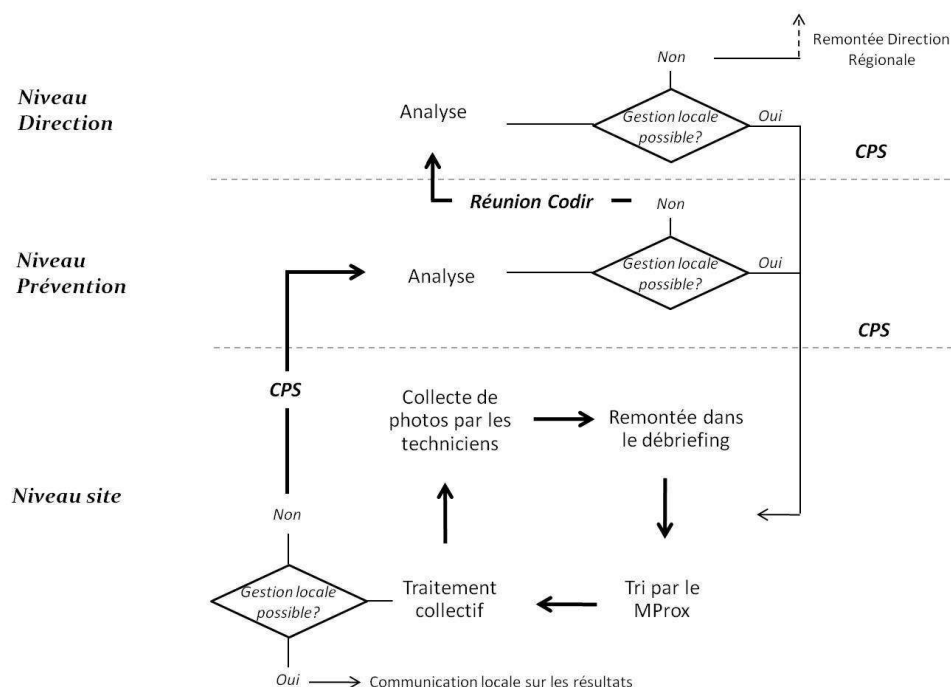 Remontée Direction
Régionale
Non
Niveau
Direction
Analyse
Gestion locale
possible?
Oui
CPS
Réunion Codir
Non
Niveau
Prévention
Analyse
Gestion locale
possible?
Oui
CPS
CPS
Collecte de
photos par les
techniciens
Remontée dans
le débriefing
Niveau site
Non
Gestion locale
possible?
Traitement
collectif
Tri par le
MProx
Oui
Communication locale sur les résultats